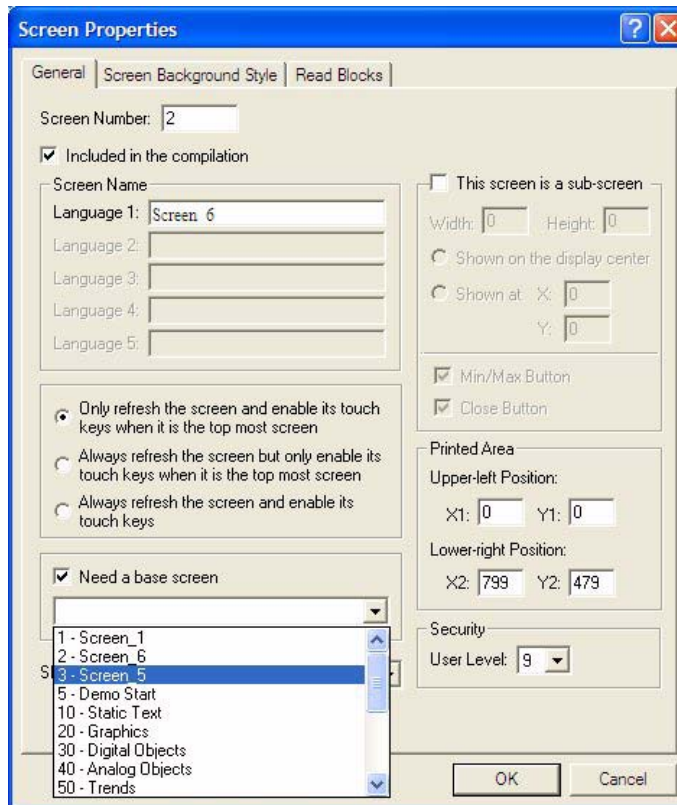 Screen Properties
General
Screen Background Style
Read Blocks
Screen Number: 2
Included in the compilation
Screen Name
Language 1: Screen 6
Language 2:
Language 3:
Language 4:
Language 5:
Only refresh the screen and enable its touch
keys when it is the top most screen
Always refresh the screen but only enable its
touch keys when it is the top most screen
Always refresh the screen and enable its
touch keys
Need a base screen
1 - Screen_1
2 - Screen_6
3 - Screen_5
5 - Demo Start
10 - Static Text
20 - Graphics
30 - Digital Objects
40 - Analog Objects
50 - Trends
This screen is a sub-screen
Width: 0 Height: 0
Shown on the display center
Shown at X: 0
Y: 0
Min/Max Button
Close Button
Printed Area
Upper-left Position:
X1: 0 Y1: 0
Lower-right Position:
X2: 799 Y2: 479
Security
User Level: 9
OK
Cancel